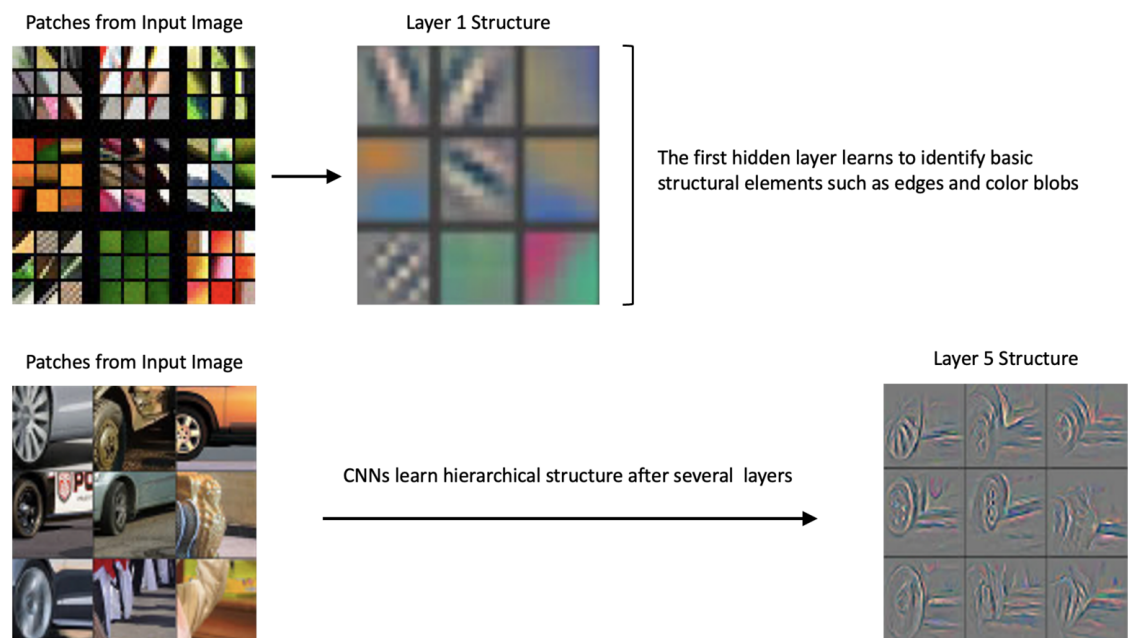 Patches from Input Image
Layer 1 Structure
The first hidden layer learns to identify basic
structural elements such as edges and color blobs
Patches from Input Image
Layer 5 Structure
PO
CNNs learn hierarchical structure after several layers